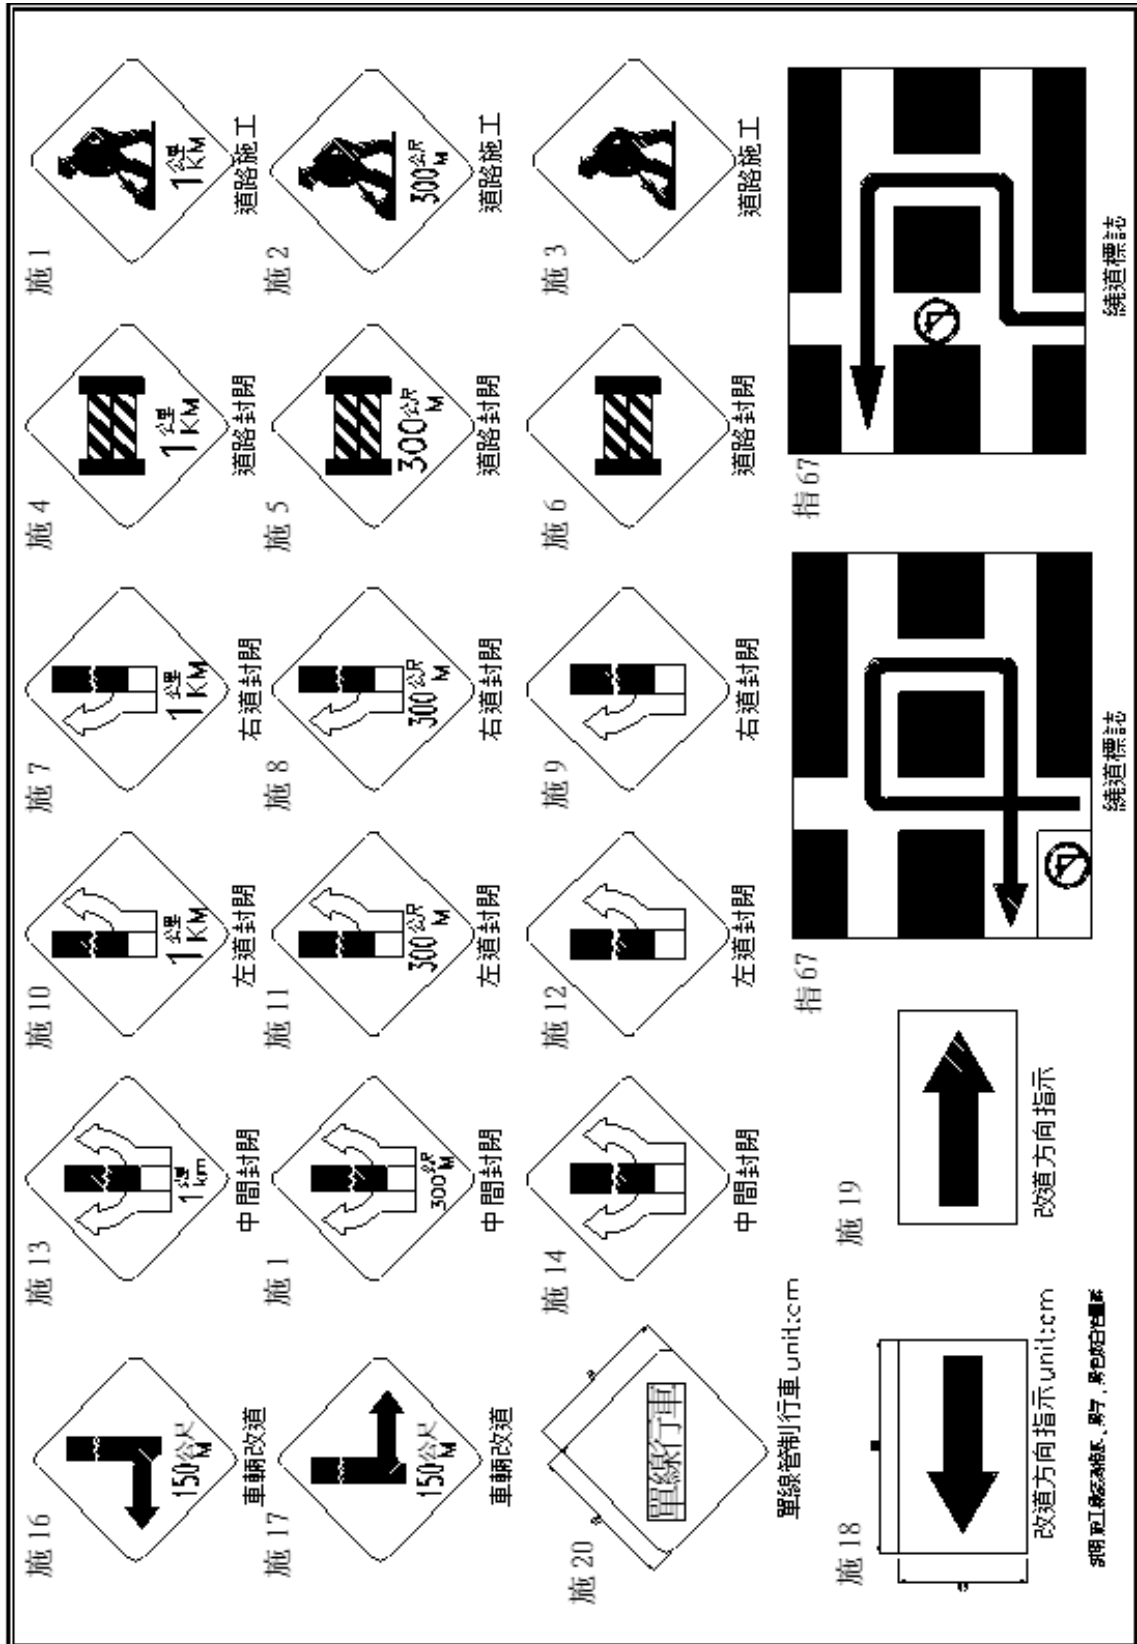 施 16
150公尺
M
車輛改道
施 13
1公里
km
中間封閉
施 10
1公里
KM
左道封閉
施 7
1公里
KM
右道封閉
施 4
1公里
KM
道路封閉
施 1
1公里
KM
道路施工
施 17
150公尺
M
車輛改道
施 1
300公尺
M
中間封閉
施 11
300公尺
M
左道封閉
施 8
300公尺
M
右道封閉
施 5
300公尺
M
道路封閉
施 2
300公尺
M
道路施工
施 20
單線行車
單線管制行車 unit:cm
施 14
中間封閉
施 12
左道封閉
施 9
右道封閉
施 6
道路封閉
施 3
道路施工
施 18
改道方向指示 unit:cm
施 19
改道方向指示
指 67
繞道標誌
指 67
繞道標誌